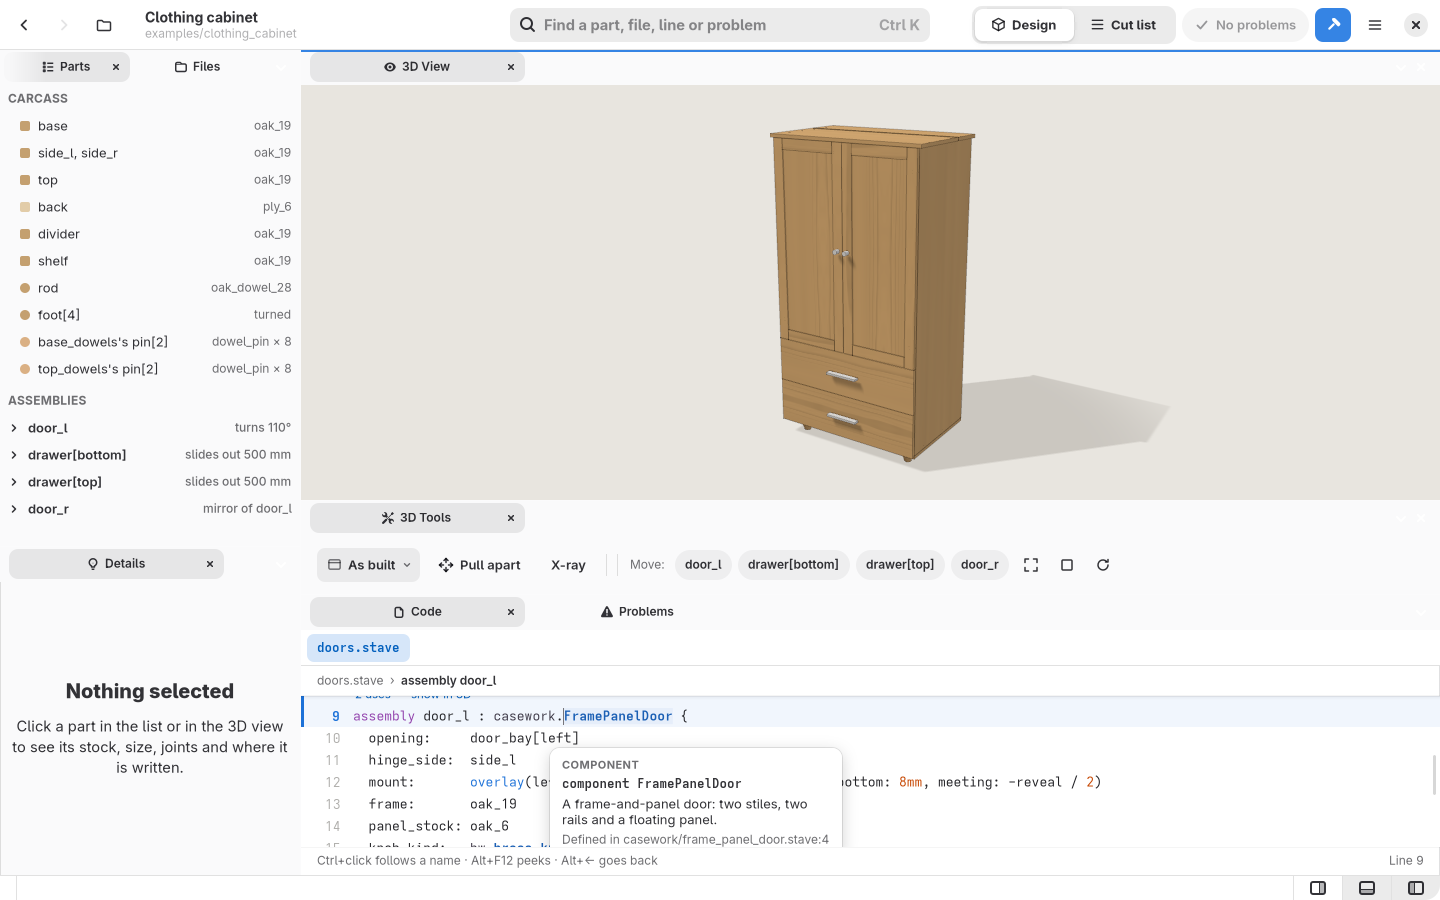 Clothing cabinet
examples/clothing_cabinet
Find a part, file, line or problem
Ctrl K
Design
Cut list
No problems
Parts
Files
CARCASS
base oak_19
side_l, side_r oak_19
top oak_19
back ply_6
divider oak_19
shelf oak_19
rod oak_dowel_28
foot[4] turned
base_dowels's pin[2] dowel_pin × 8
top_dowels's pin[2] dowel_pin × 8
ASSEMBLIES
door_l turns 110°
drawer[bottom] slides out 500 mm
drawer[top] slides out 500 mm
door_r mirror of door_l
Details
Nothing selected
Click a part in the list or in the 3D view
to see its stock, size, joints and where it
is written.
3D View
3D Tools
As built
Pull apart
X-ray
Move:
door_l
drawer[bottom]
drawer[top]
door_r
Code
Problems
doors.stave
doors.stave › assembly door_l
9 assembly door_l : casework.FramePanelDoor {
10 opening: door_bay[left]
11 hinge_side: side_l
12 mount: overlay( bottom: 8mm, meeting: -reveal / 2)
13 frame: oak_19
14 panel_stock: oak_6
COMPONENT
component FramePanelDoor
A frame-and-panel door: two stiles, two
rails and a floating panel.
Defined in casework/frame_panel_door.stave:4
Ctrl+click follows a name · Alt+F12 peeks · Alt+← goes back
Line 9